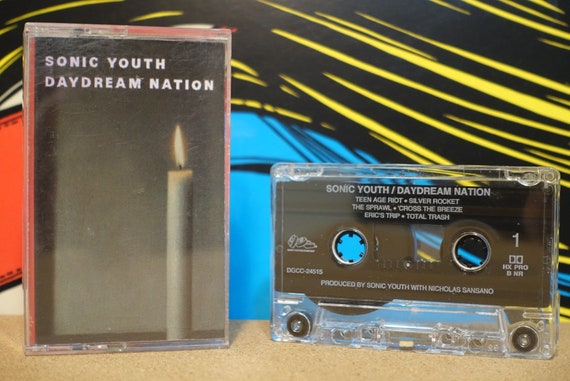 SONIC YOUTH
DAYDREAM NATION
SONIC YOUTH / DAYDREAM NATION
TEEN AGE RIOT • SILVER ROCKET
THE SPRAWL • 'CROSS THE BREEZE
ERIC'S TRIP • TOTAL TRASH
1
DGCC-24515
HX PRO
B NR
PRODUCED BY SONIC YOUTH WITH NICHOLAS SANSANO